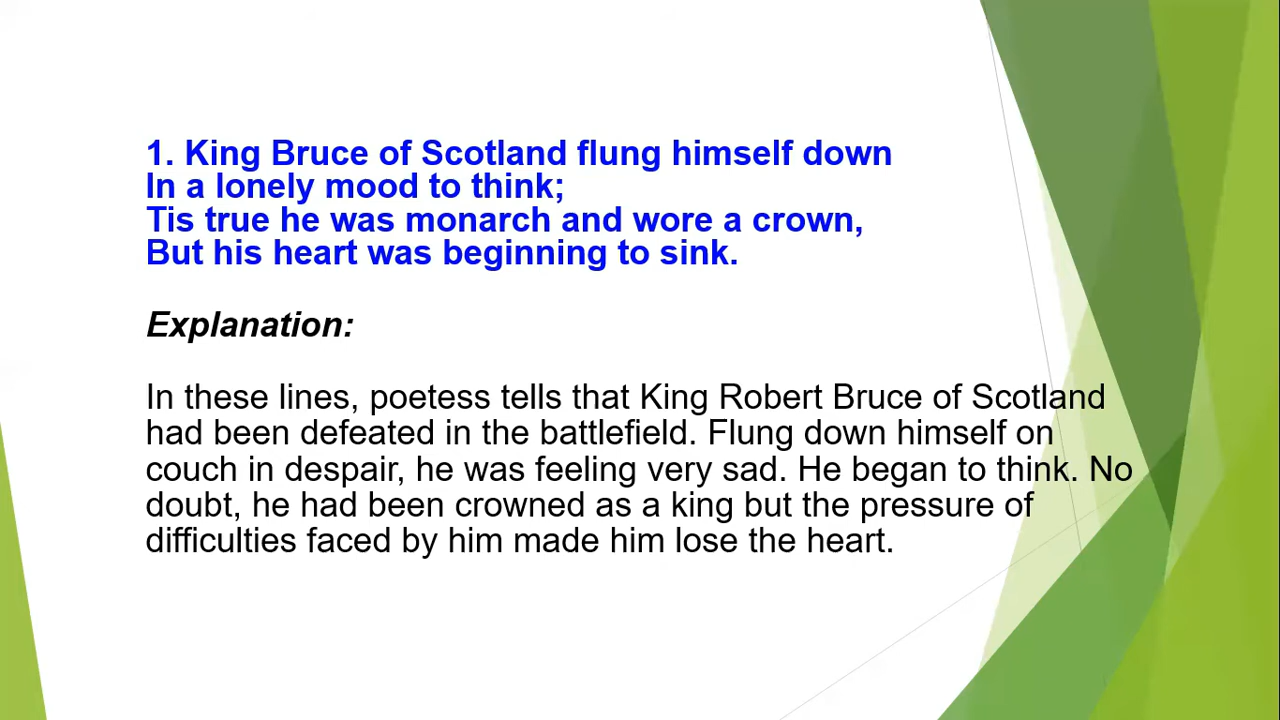 1. King Bruce of Scotland flung himself down
In a lonely mood to think;
Tis true he was monarch and wore a crown,
But his heart was beginning to sink.
Explanation:
In these lines, poetess tells that King Robert Bruce of Scotland
had been defeated in the battlefield. Flung down himself on
couch in despair, he was feeling very sad. He began to think. No
doubt, he had been crowned as a king but the pressure of
difficulties faced by him made him lose the heart.